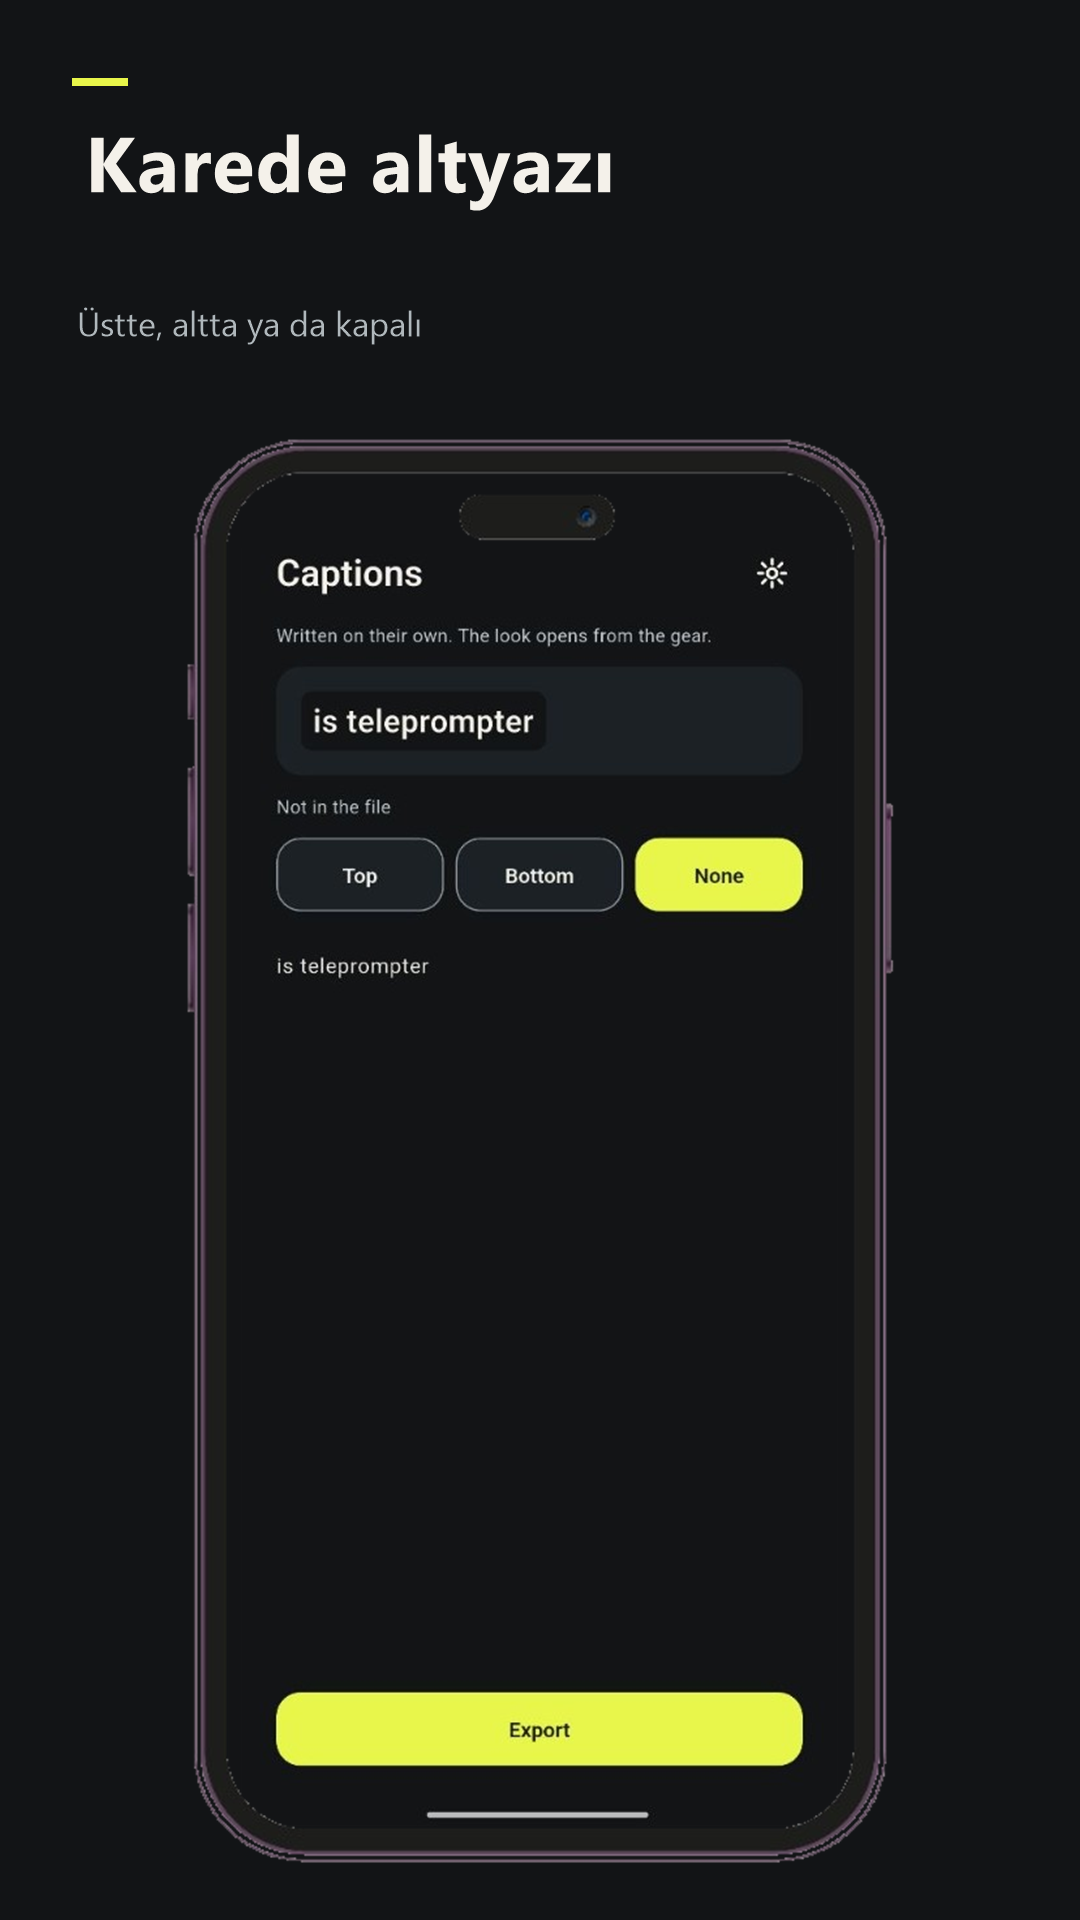 Karede altyazı
Üstte, altta ya da kapalı
Captions
Written on their own. The look opens from the gear.
is teleprompter
Not in the file
Top Bottom None
is teleprompter
Export